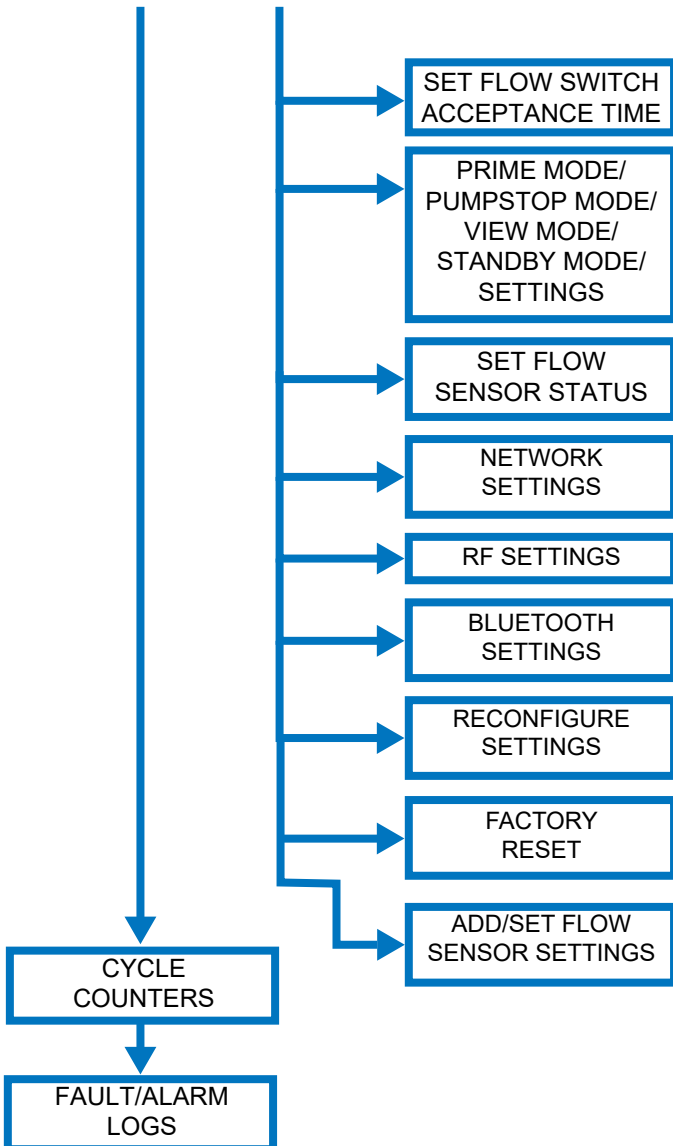 SET FLOW SWITCH
ACCEPTANCE TIME
PRIME MODE/
PUMPSTOP MODE/
VIEW MODE/
STANDBY MODE/
SETTINGS
SET FLOW
SENSOR STATUS
NETWORK
SETTINGS
RF SETTINGS
BLUETOOTH
SETTINGS
RECONFIGURE
SETTINGS
FACTORY
RESET
ADD/SET FLOW
SENSOR SETTINGS
CYCLE
COUNTERS
FAULT/ALARM
LOGS